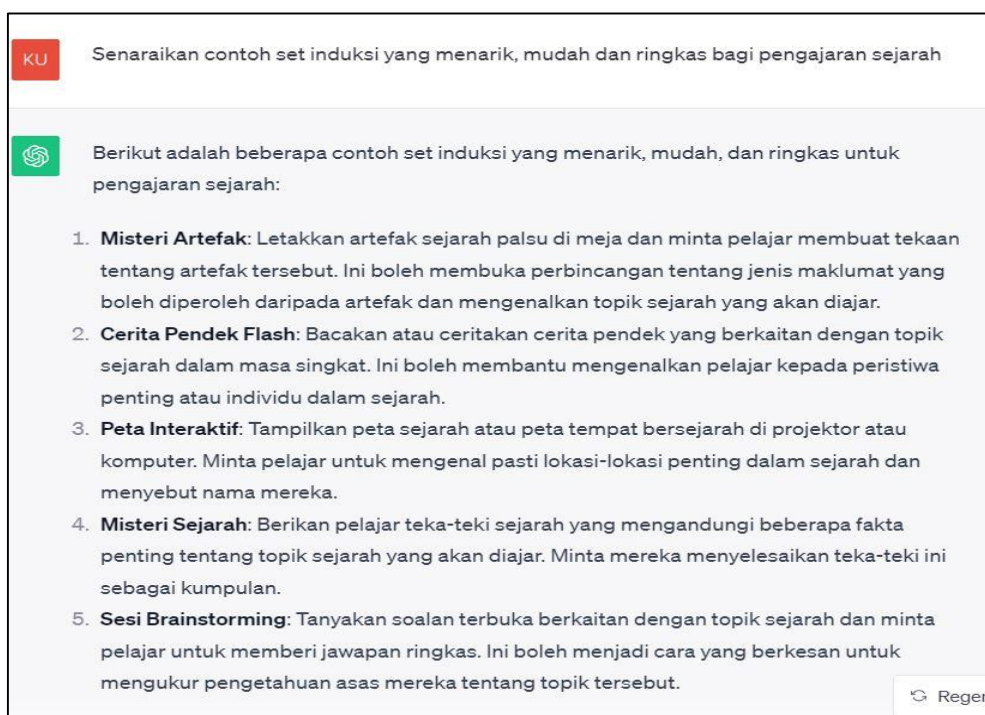 KU
Senaraikan contoh set induksi yang menarik, mudah dan ringkas bagi pengajaran sejarah
Berikut adalah beberapa contoh set induksi yang menarik, mudah, dan ringkas untuk
pengajaran sejarah:
1. Misteri Artefak: Letakkan artefak sejarah palsu di meja dan minta pelajar membuat tekaan
tentang artefak tersebut. Ini boleh membuka perbincangan tentang jenis maklumat yang
boleh diperoleh daripada artefak dan mengenalkan topik sejarah yang akan diajar.
2. Cerita Pendek Flash: Bacakan atau ceritakan cerita pendek yang berkaitan dengan topik
sejarah dalam masa singkat. Ini boleh membantu mengenalkan pelajar kepada peristiwa
penting atau individu dalam sejarah.
3. Peta Interaktif: Tampilkan peta sejarah atau peta tempat bersejarah di projektor atau
komputer. Minta pelajar untuk mengenal pasti lokasi-lokasi penting dalam sejarah dan
menyebut nama mereka.
4. Misteri Sejarah: Berikan pelajar teka-teki sejarah yang mengandungi beberapa fakta
penting tentang topik sejarah yang akan diajar. Minta mereka menyelesaikan teka-teki ini
sebagai kumpulan.
5. Sesi Brainstorming: Tanyakan soalan terbuka berkaitan dengan topik sejarah dan minta
pelajar untuk memberi jawapan ringkas. Ini boleh menjadi cara yang berkesan untuk
mengukur pengetahuan asas mereka tentang topik tersebut.
Reger